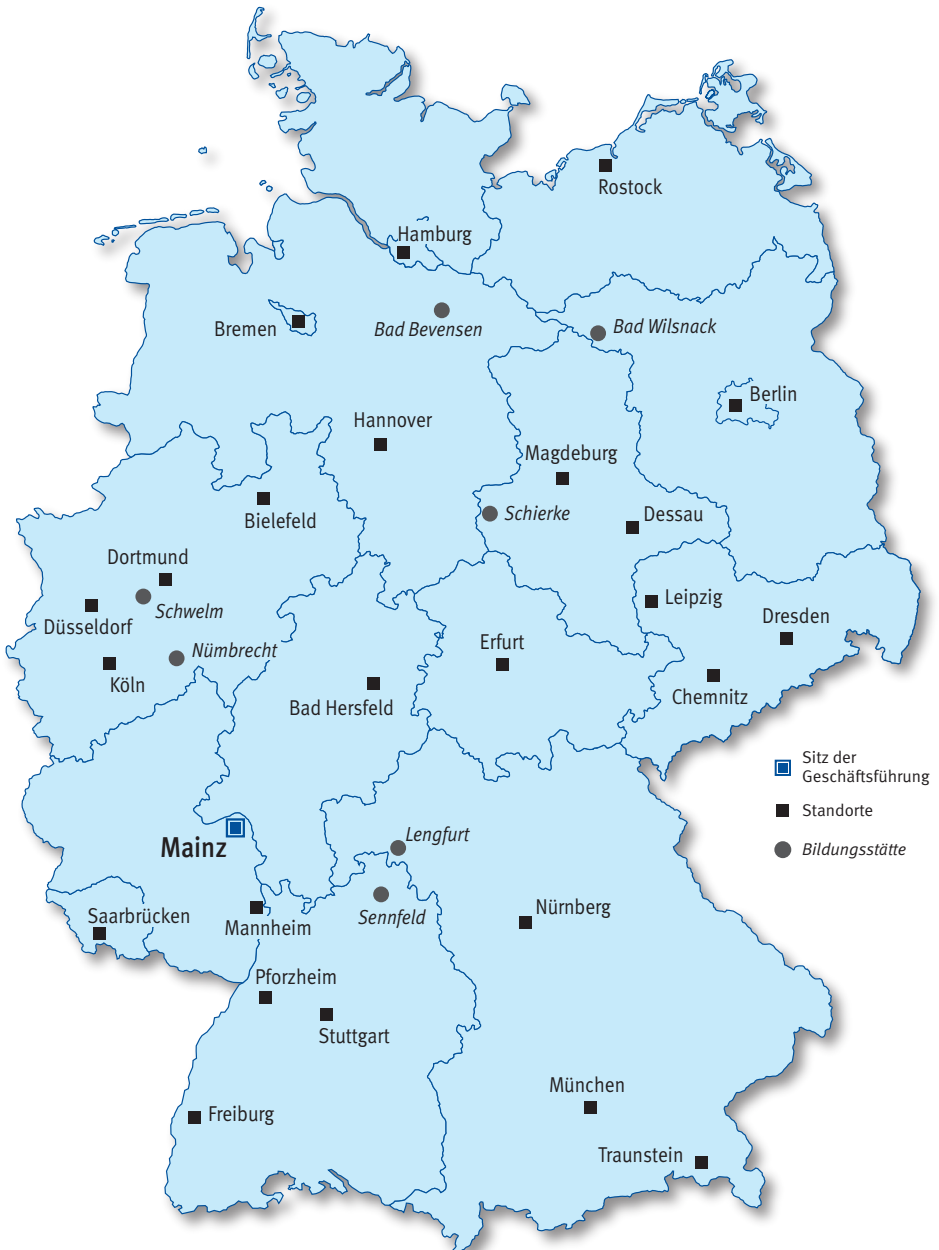 Rostock
Hamburg
Bremen
Bad Bevensen
Bad Wilsnack
Berlin
Hannover
Magdeburg
Bielefeld
Schierke
Dessau
Dortmund
Schwelm
Düsseldorf
Leipzig
Dresden
Nümbrecht
Erfurt
Köln
Bad Hersfeld
Chemnitz
Sitz der
Geschäftsführung
Standorte
Bildungsstätte
Mainz
Lengfurt
Saarbrücken
Mannheim
Sennfeld
Nürnberg
Pforzheim
Stuttgart
München
Freiburg
Traunstein